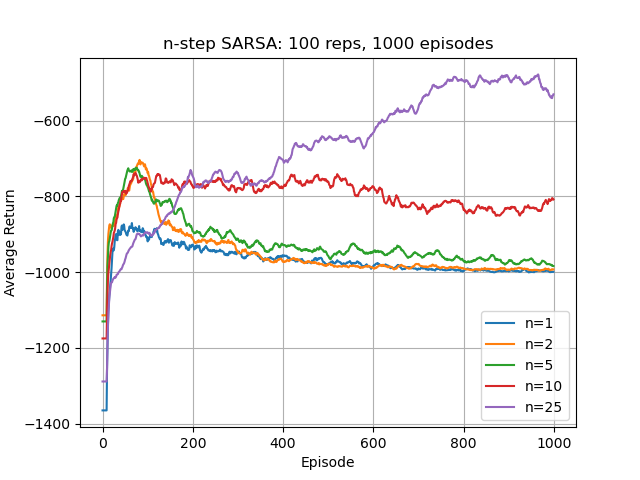 n-step SARSA: 100 reps, 1000 episodes
Average Return
−600
−800
−1000
−1200
−1400
0
200
400
600
800
1000
Episode
n=1
n=2
n=5
n=10
n=25